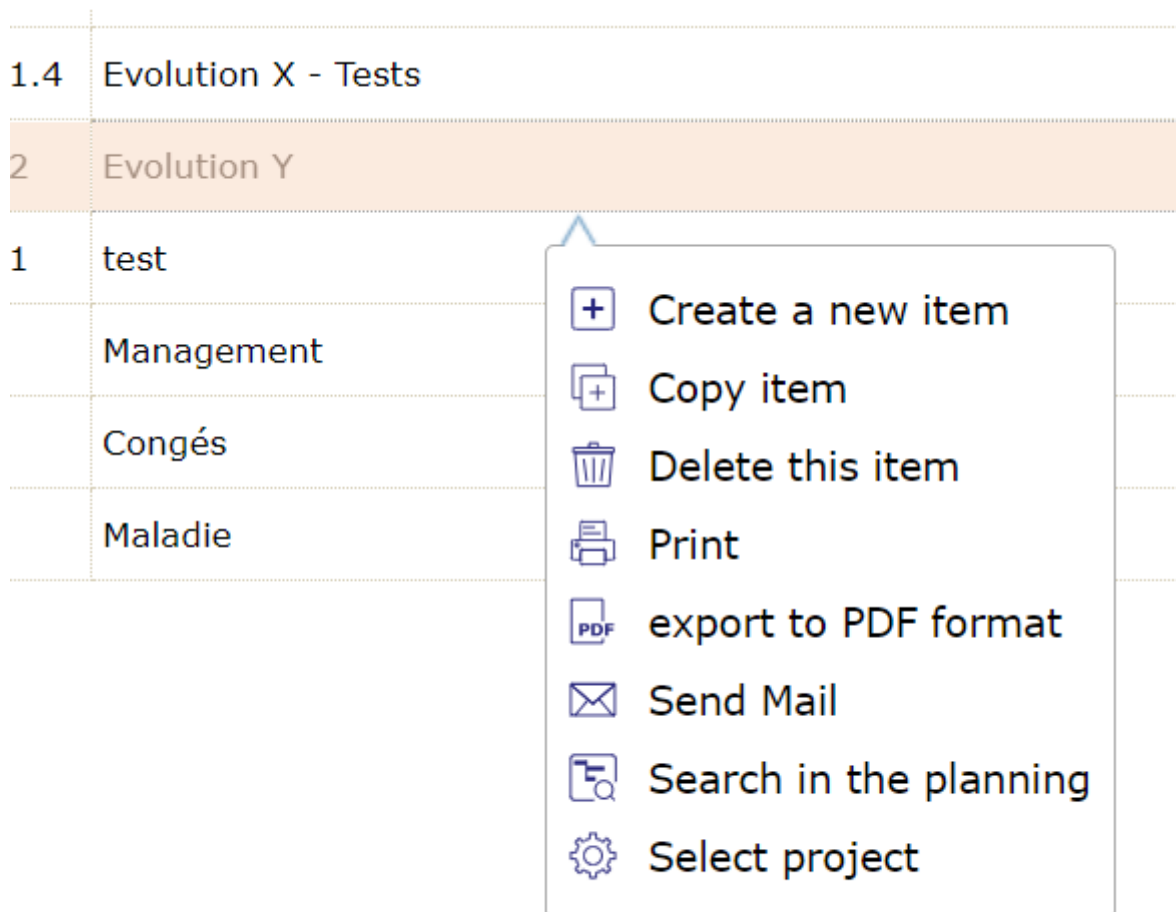 1.4 Evolution X - Tests
2 Evolution Y
1 test
Management
Congés
Maladie
Create a new item
Copy item
Delete this item
Print
PDF export to PDF format
Send Mail
Search in the planning
Select project